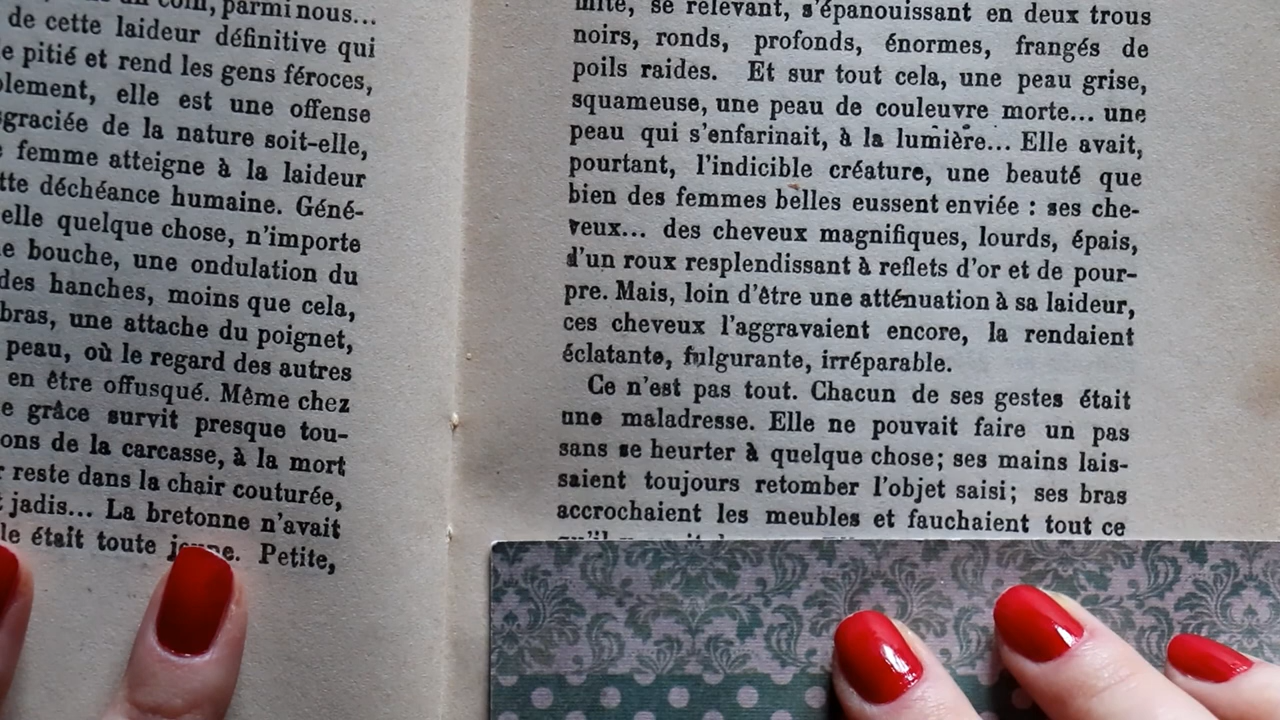 coin, parmi nous...
de cette laideur définitive qui
e pitié et rend les gens féroces,
plement, elle est une offense
sgraciée de la nature soit-elle,
femme atteigne à la laideur
tte déchéance humaine. Géné-
elle quelque chose, n'importe
e bouche, une ondulation du
des hanches, moins que cela,
bras, une attache du poignet,
peau, où le regard des autres
en être offusqué. Même chez
e grâce survit presque tou-
ons de la carcasse, à la mort
reste dans la chair couturée,
jadis... La bretonne n'avait
le était toute Petite,
mité, se relevant, s'épanouissant en deux trous
noirs, ronds, profonds, énormes, frangés de
poils raides. Et sur tout cela, une peau grise,
squameuse, une peau de couleuvre morte... une
peau qui s'enfarinait, à la lumière... Elle avait,
pourtant, l'indicible créature, une beauté que
bien des femmes belles eussent enviée : ses che-
veux... des cheveux magnifiques, lourds, épais,
d'un roux resplendissant à reflets d'or et de pour-
pre. Mais, loin d'être une atténuation à sa laideur,
ces cheveux l'aggravaient encore, la rendaient
éclatante, fulgurante, irréparable.
Ce n'est pas tout. Chacun de ses gestes était
une maladresse. Elle ne pouvait faire un pas
sans se heurter à quelque chose; ses mains lais-
saient toujours retomber l'objet saisi; ses bras
accrochaient les meubles et fauchaient tout ce